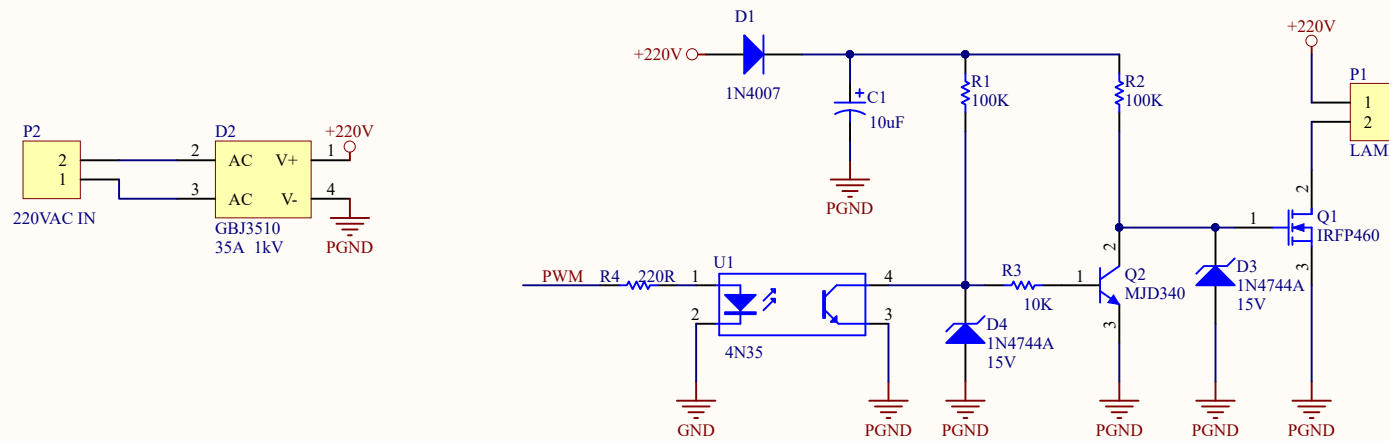 P2
2
1
220VAC IN
D2
2
AC
V+
1
+220V
3
AC
V-
4
GBJ3510
35A 1kV
PGND
D1
+220V
1N4007
C1
10uF
PGND
R1
100K
R2
100K
+220V
P1
1
2
LAM
PWM
R4
220R
U1
1
2
4
3
4N35
GND
PGND
R3
10K
D4
1N4744A
15V
PGND
1
2
3
Q2
MJD340
PGND
D3
1N4744A
15V
PGND
1
2
3
Q1
IRFP460
PGND